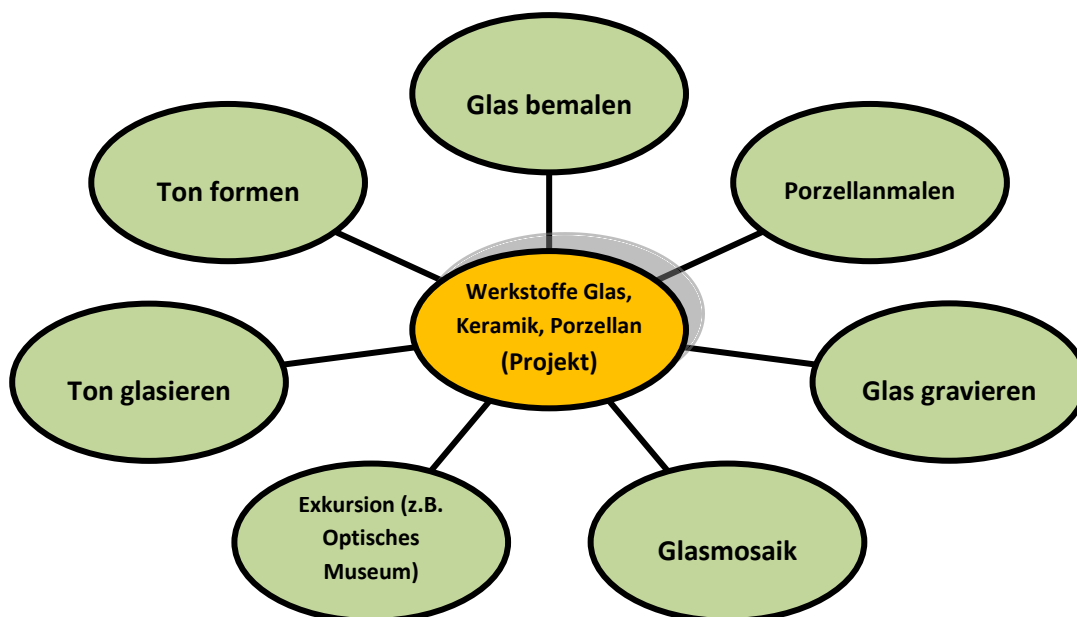 Glas bemalen
Ton formen
Porzellanmalen
Werkstoffe Glas,
Keramik, Porzellan
(Projekt)
Ton glasieren
Glas gravieren
Exkursion (z.B.
Optisches
Museum)
Glasmosaik